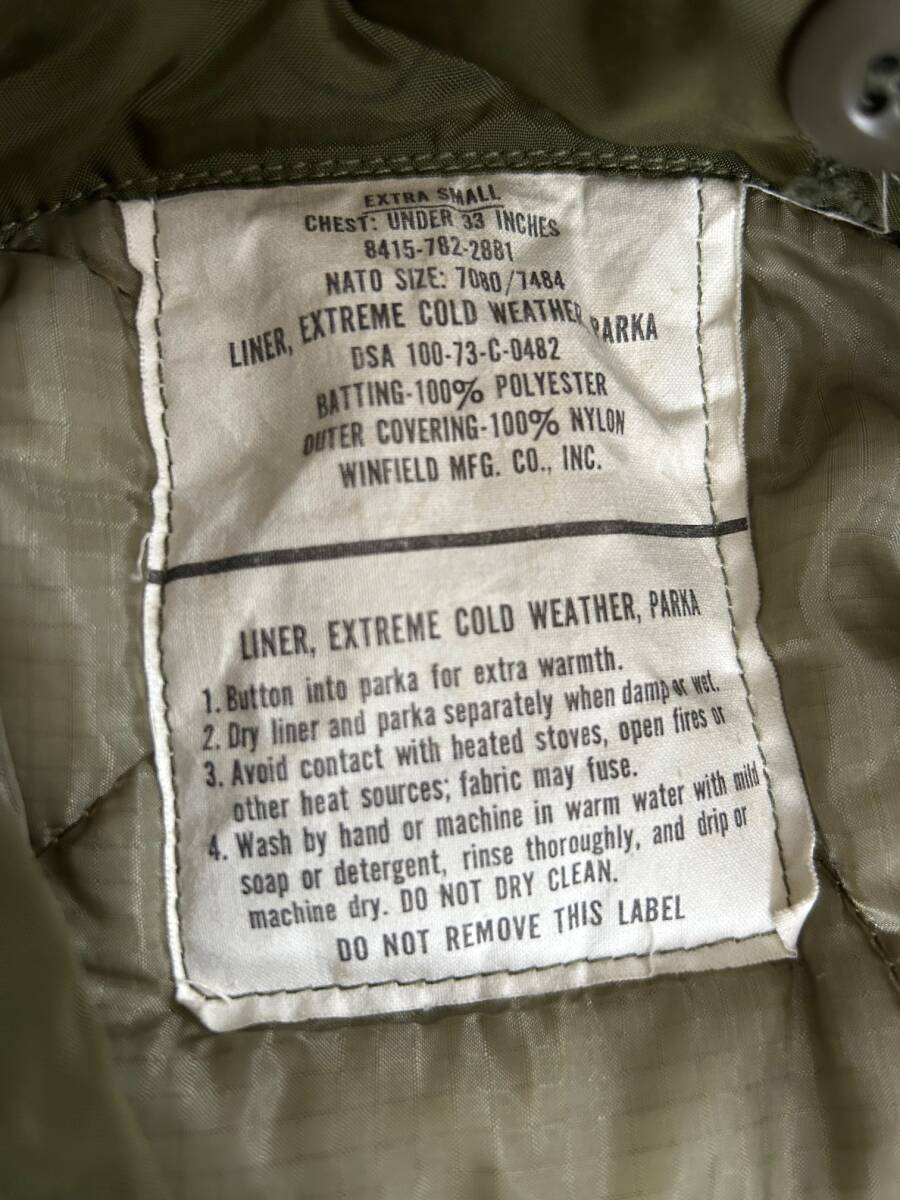 EXTRA SMALL
CHEST: UNDER 33 INCHES
8415-782-2881
NATO SIZE: 7080/7484
LINER, EXTREME COLD WEATHER, PARKA
DSA 100-73-C-0482
BATTING-100% POLYESTER
OUTER COVERING-100% NYLON
WINFIELD MFG. CO., INC.
LINER, EXTREME COLD WEATHER, PARKA
1. Button into parka for extra warmth.
2. Dry liner and parka separately when damp or wet.
3. Avoid contact with heated stoves, open fires or
other heat sources; fabric may fuse.
4. Wash by hand or machine in warm water with mild
soap or detergent, rinse thoroughly, and drip or
machine dry. DO NOT DRY CLEAN.
DO NOT REMOVE THIS LABEL